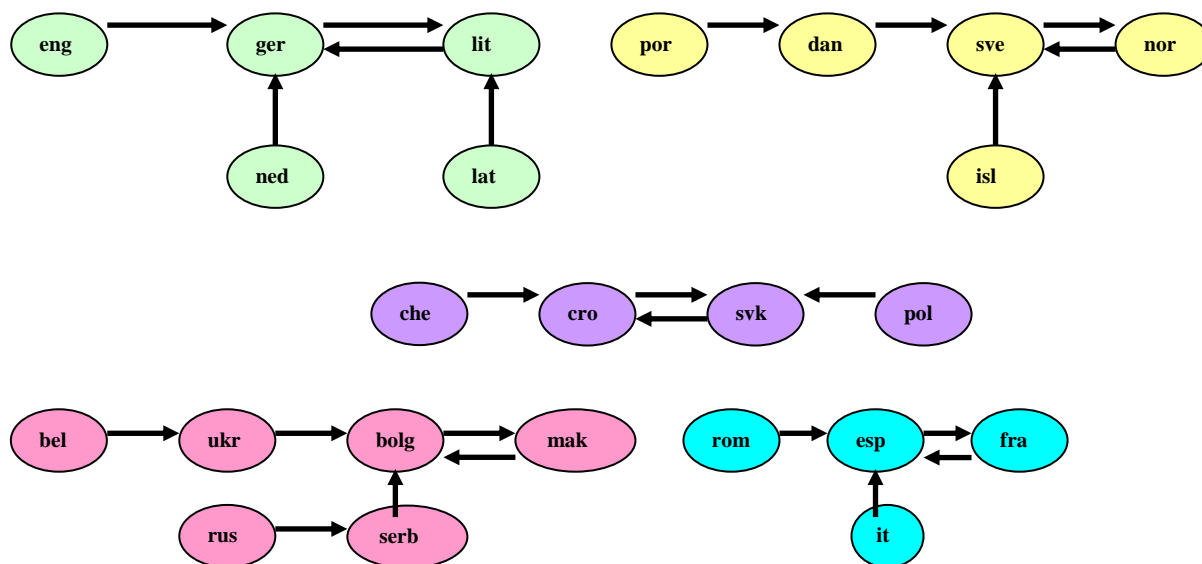 eng ger lit por dan sve nor
ned lat isl
che cro svk pol
bel ukr bolg mak rom esp fra
rus serb it